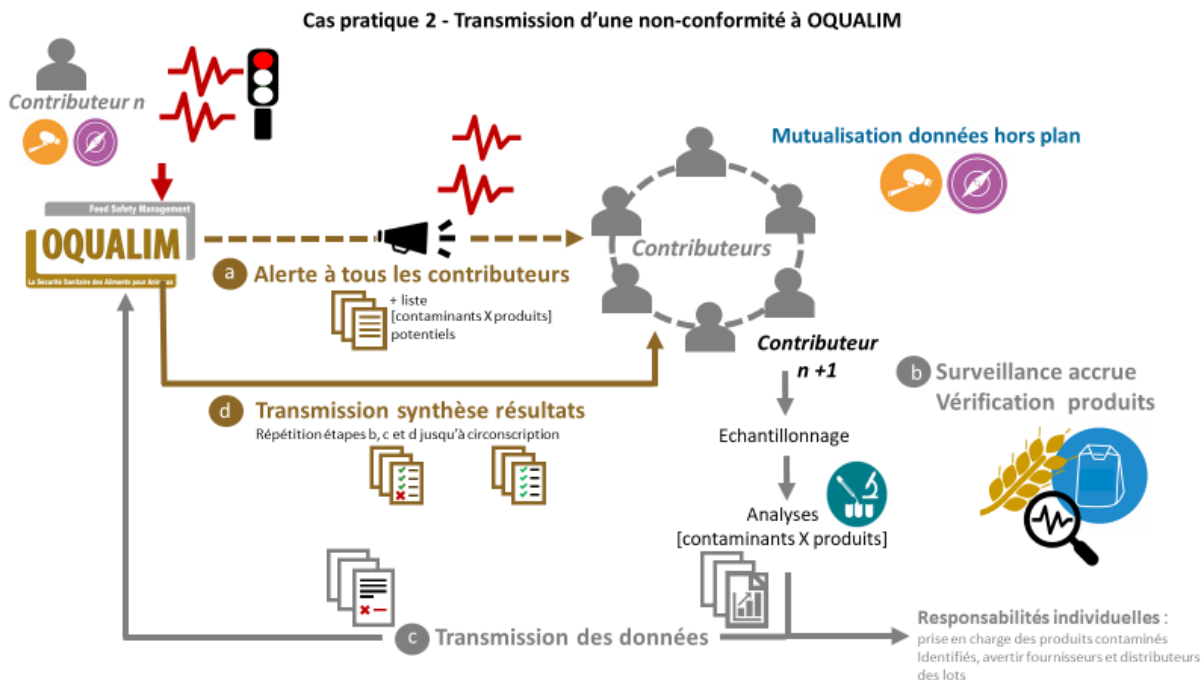 Cas pratique 2 - Transmission d'une non-conformité à OQUALIM
Contributeur n
Mutualisation données hors plan
Feed Safety Management
OQUALIM
La Sécurité Sanitaire des Aliments pour Animaux
Contributeurs
a Alerte à tous les contributeurs
+ liste
[contaminants X produits]
potentiels
Contributeur
n +1
b Surveillance accrue
Vérification produits
d Transmission synthèse résultats
Répétition étapes b, c et d jusqu'à circonscription
Echantillonnage
Analyses
[contaminants X produits]
c Transmission des données
Responsabilités individuelles :
prise en charge des produits contaminés
Identifiés, avertir fournisseurs et distributeurs
des lots